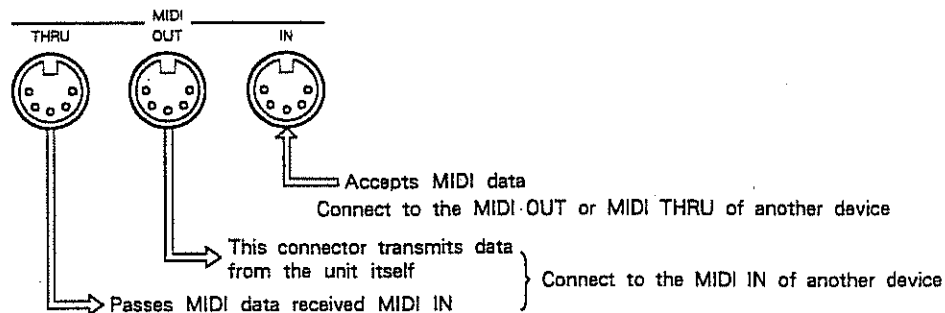 MIDI
THRU OUT IN
Accepts MIDI data
Connect to the MIDI OUT or MIDI THRU of another device
This connector transmits data
from the unit itself
Connect to the MIDI IN of another device
Passes MIDI data received MIDI IN